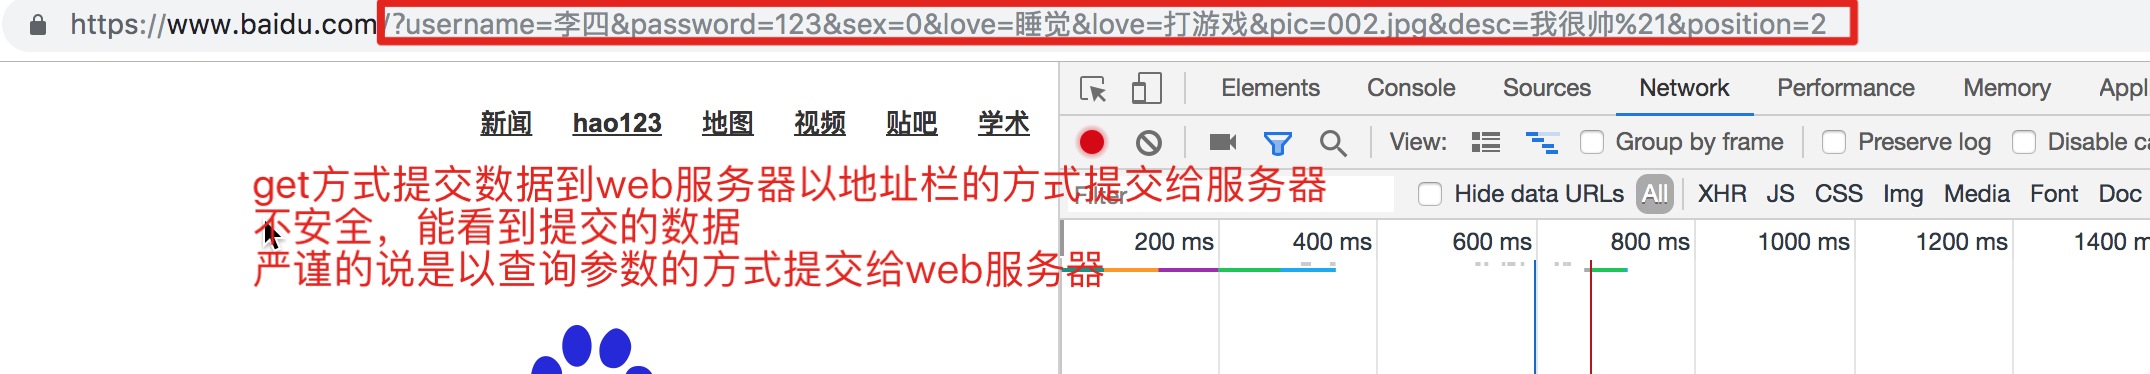 https://www.baidu.com/?username=李四&password=123&sex=0&love=睡觉&love=打游戏&pic=002.jpg&desc=我很帅%21&position=2
Elements Console Sources Network Performance Memory Appl
新闻 hao123 地图 视频 贴吧 学术
View: Group by frame Preserve log Disable ca
get方式提交数据到web服务器以地址栏的方式提交给服务器
Filter Hide data URLs All XHR JS CSS Img Media Font Doc
不安全，能看到提交的数据
200 ms 400 ms 600 ms 800 ms 1000 ms 1200 ms 1400 m
严谨的说是以查询参数的方式提交给web服务器